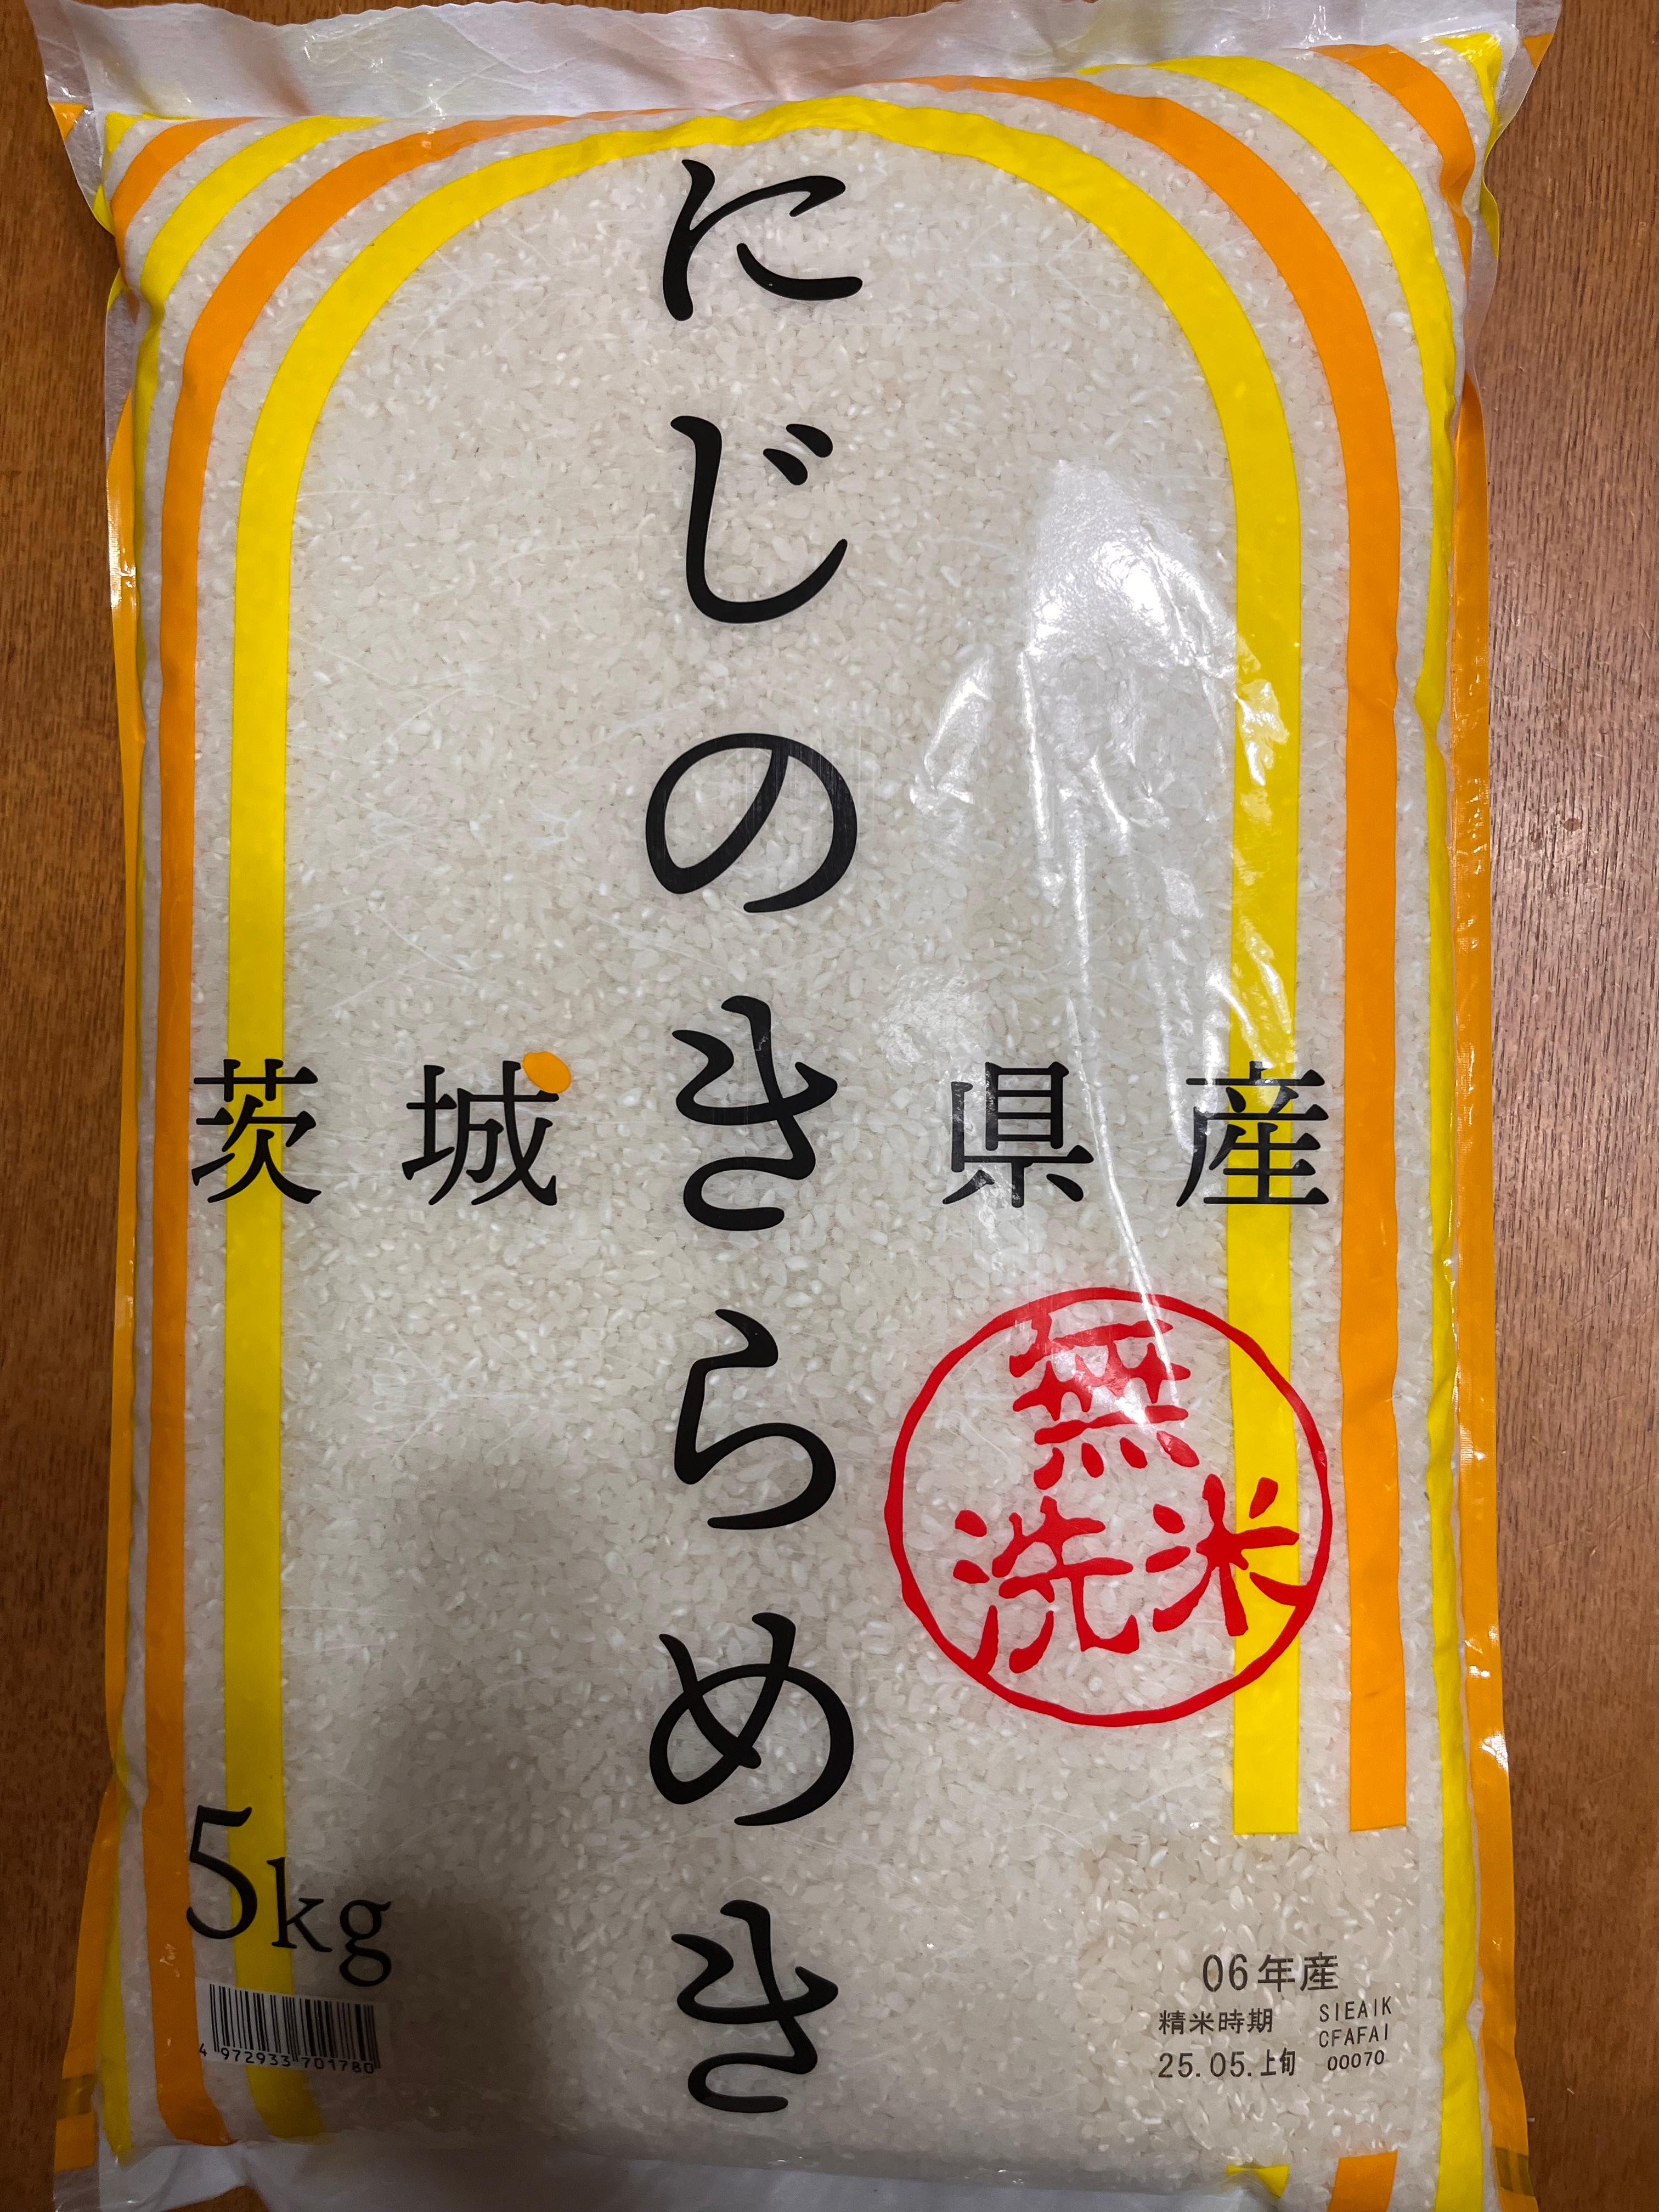 にじのきらめき
茨城県産
無洗米
5kg
4 972933 701780
06年産
精米時期
25.05.上旬
SIEAIK
CFAFAI
00070